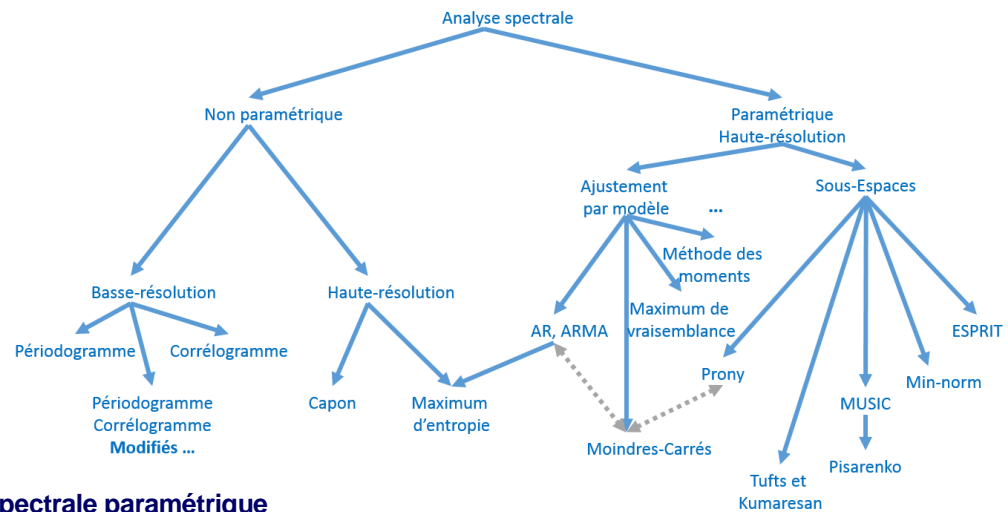 Analyse spectrale
Non paramétrique
Paramétrique
Haute-résolution
Ajustement
par modèle
...
Sous-Espaces
Méthode des
moments
Basse-résolution
Haute-résolution
Maximum de
vraisemblance
AR, ARMA
ESPRIT
Périodogramme
Corrélogramme
Prony
Min-norm
Périodogramme
Corrélogramme
Modifiés ...
Capon
Maximum
d'entropie
MUSIC
Moindres-Carrés
Pisarenko
Tufts et
Kumaresan
spectrale paramétrique